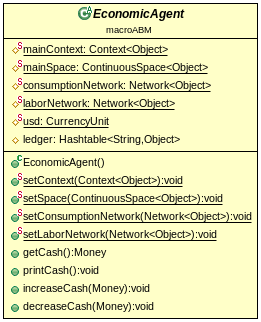 EconomicAgent
macroABM
mainContext: Context<Object>
mainSpace: ContinuousSpace<Object>
consumptionNetwork: Network<Object>
laborNetwork: Network<Object>
usd: CurrencyUnit
ledger: Hashtable<String,Object>
EconomicAgent()
setContext(Context<Object>):void
setSpace(ContinuousSpace<Object>):void
setConsumptionNetwork(Network<Object>):void
setLaborNetwork(Network<Object>):void
getCash():Money
printCash():void
increaseCash(Money):void
decreaseCash(Money):void